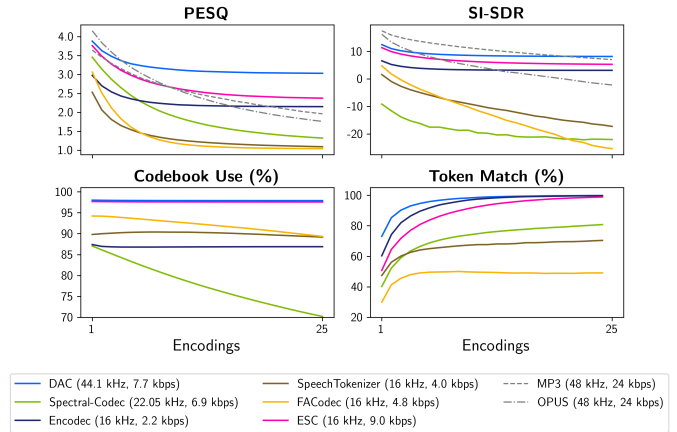 PESQ
SI-SDR
4.0
3.5
3.0
2.5
2.0
1.5
1.0
10
0
−10
−20
Codebook Use (%)
Token Match (%)
100
95
90
85
80
75
70
1
25
Encodings
100
80
60
40
20
1
25
Encodings
DAC (44.1 kHz, 7.7 kbps)
Spectral-Codec (22.05 kHz, 6.9 kbps)
Encodec (16 kHz, 2.2 kbps)
SpeechTokenizer (16 kHz, 4.0 kbps)
FACodec (16 kHz, 4.8 kbps)
ESC (16 kHz, 9.0 kbps)
MP3 (48 kHz, 24 kbps)
OPUS (48 kHz, 24 kbps)